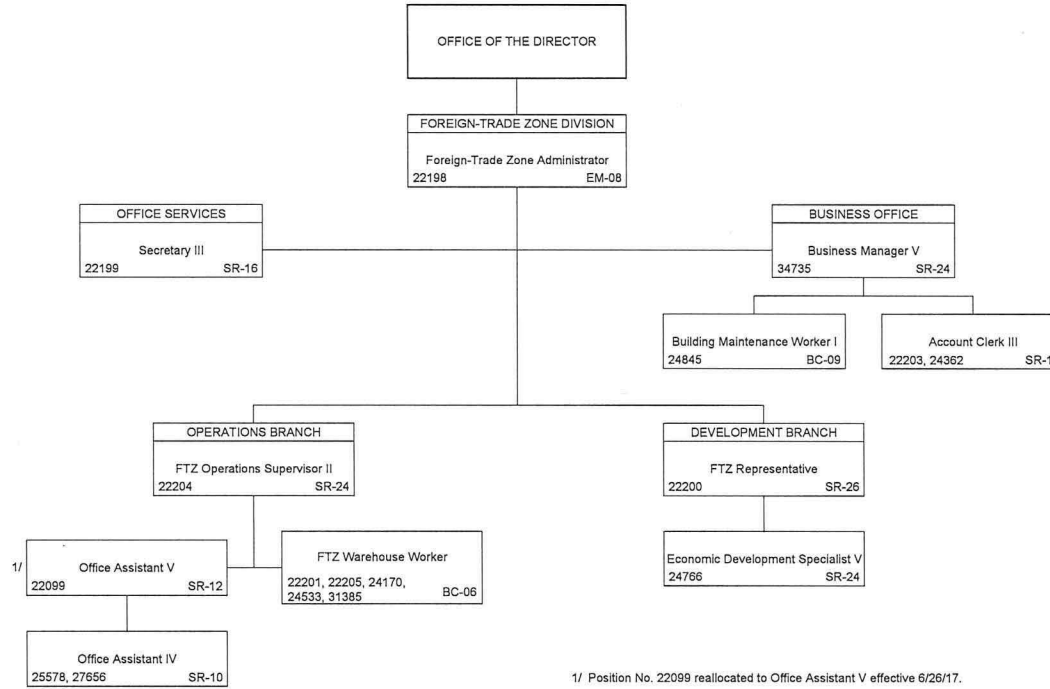 OFFICE OF THE DIRECTOR
FOREIGN-TRADE ZONE DIVISION
Foreign-Trade Zone Administrator
22198 EM-08
OFFICE SERVICES
Secretary III
22199 SR-16
BUSINESS OFFICE
Business Manager V
34735 SR-24
Building Maintenance Worker I
24845 BC-09
Account Clerk III
22203, 24362 SR-1
OPERATIONS BRANCH
FTZ Operations Supervisor II
22204 SR-24
DEVELOPMENT BRANCH
FTZ Representative
22200 SR-26
1/
Office Assistant V
22099 SR-12
FTZ Warehouse Worker
22201, 22205, 24170,
24533, 31385 BC-06
Economic Development Specialist V
24766 SR-24
Office Assistant IV
25578, 27656 SR-10
1/ Position No. 22099 reallocated to Office Assistant V effective 6/26/17.